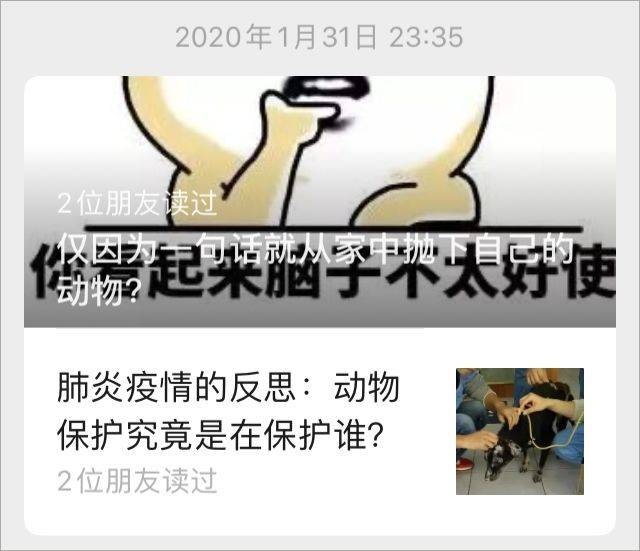 2020年1月31日 23:35
2位朋友读过
仅因为一句话就从家中抛下自己的
动物?
你看起来脑子不太好使
肺炎疫情的反思：动物
保护究竟是在保护谁？
2位朋友读过